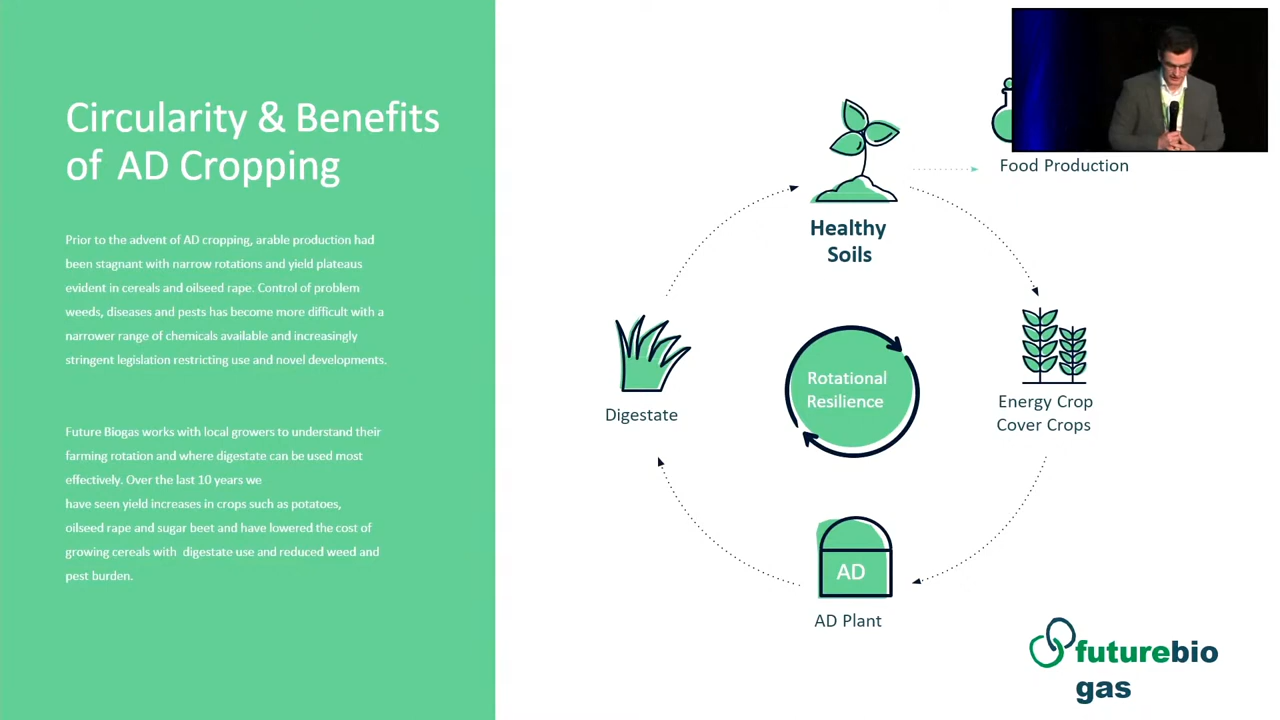 Circularity & Benefits
of AD Cropping
Prior to the advent of AD cropping, arable production had
been stagnant with narrow rotations and yield plateaus
evident in cereals and oilseed rape. Control of problem
weeds, diseases and pests has become more difficult with a
narrower range of chemicals available and increasingly
stringent legislation restricting use and novel developments.
Future Biogas works with local growers to understand their
farming rotation and where digestate can be used most
effectively. Over the last 10 years we
have seen yield increases in crops such as potatoes,
oilseed rape and sugar beet and have lowered the cost of
growing cereals with digestate use and reduced weed and
pest burden.
Food Production
Healthy
Soils
Rotational
Resilience
Energy Crop
Cover Crops
Digestate
AD
AD Plant
futurebio
gas